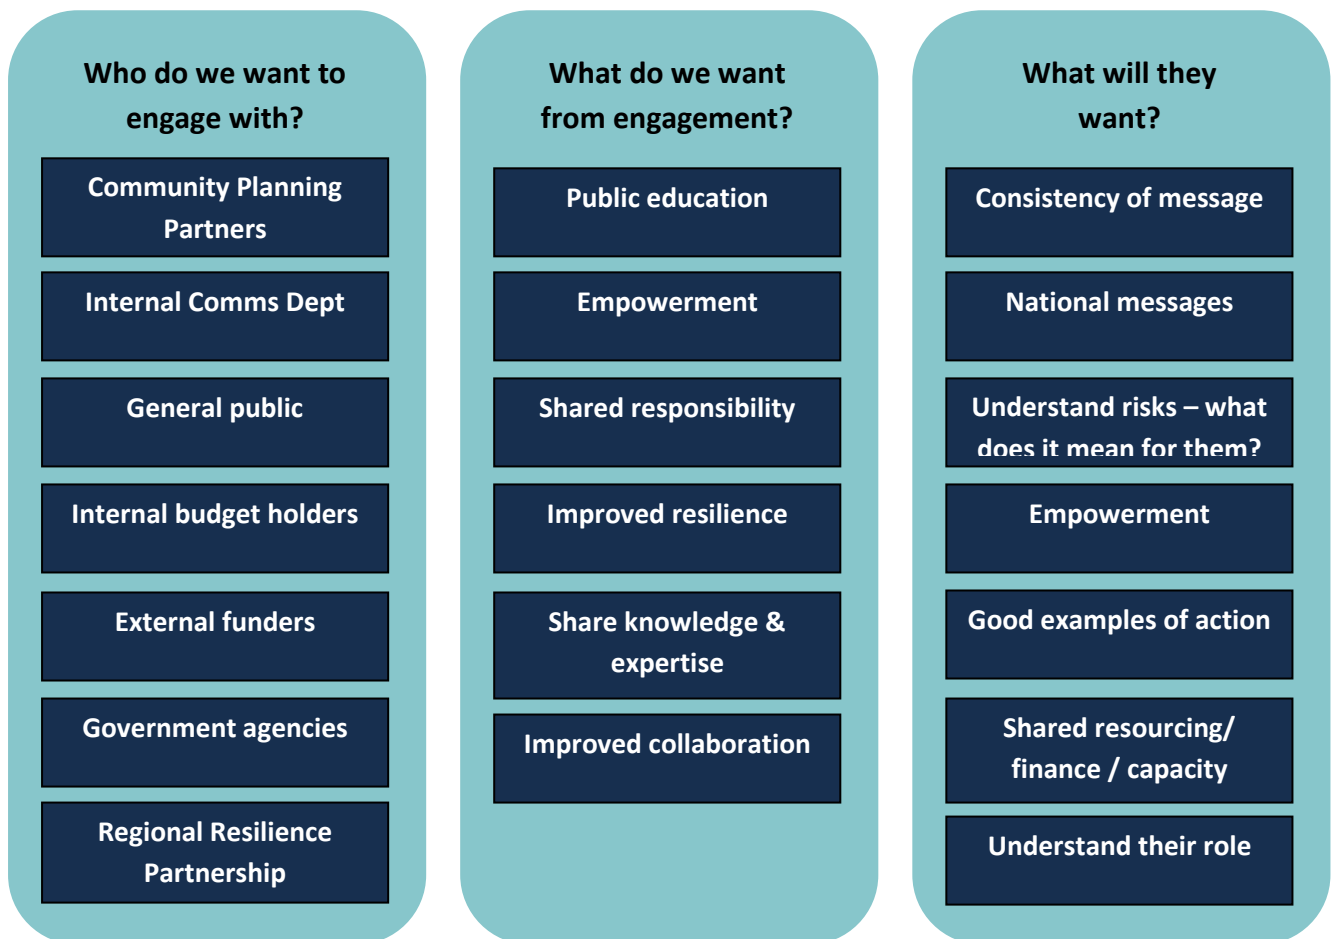 Who do we want to
engage with?
Community Planning
Partners
Internal Comms Dept
General public
Internal budget holders
External funders
Government agencies
Regional Resilience
Partnership
What do we want
from engagement?
Public education
Empowerment
Shared responsibility
Improved resilience
Share knowledge &
expertise
Improved collaboration
What will they
want?
Consistency of message
National messages
Understand risks – what
does it mean for them?
Empowerment
Good examples of action
Shared resourcing/
finance / capacity
Understand their role